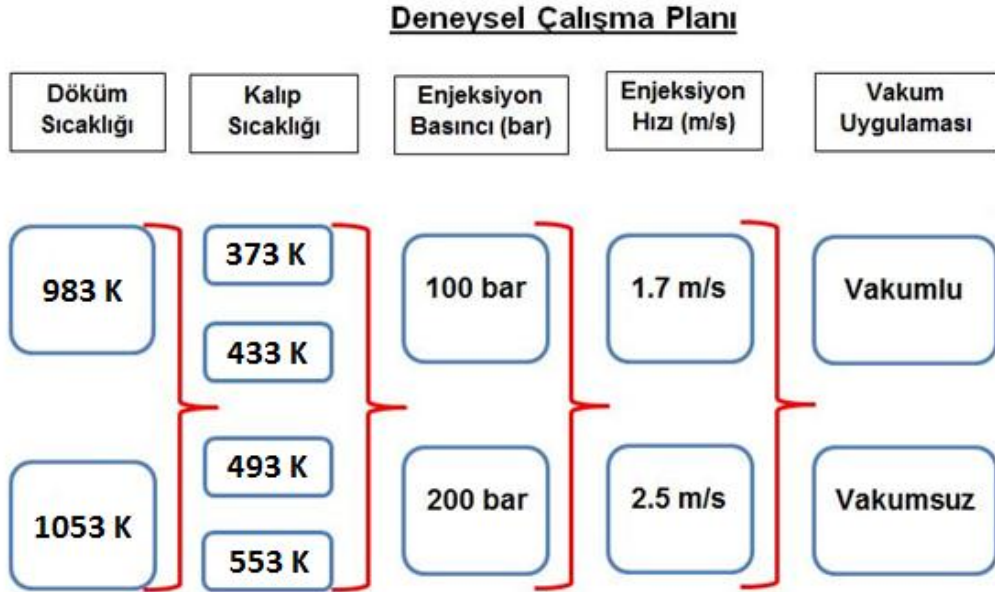 Deneysel Çalışma Planı
Döküm
Sıcaklığı
Kalıp
Sıcaklığı
Enjeksiyon
Basıncı (bar)
Enjeksiyon
Hızı (m/s)
Vakum
Uygulaması
983 K
1053 K
373 K
433 K
493 K
553 K
100 bar
200 bar
1.7 m/s
2.5 m/s
Vakumlu
Vakumsuz